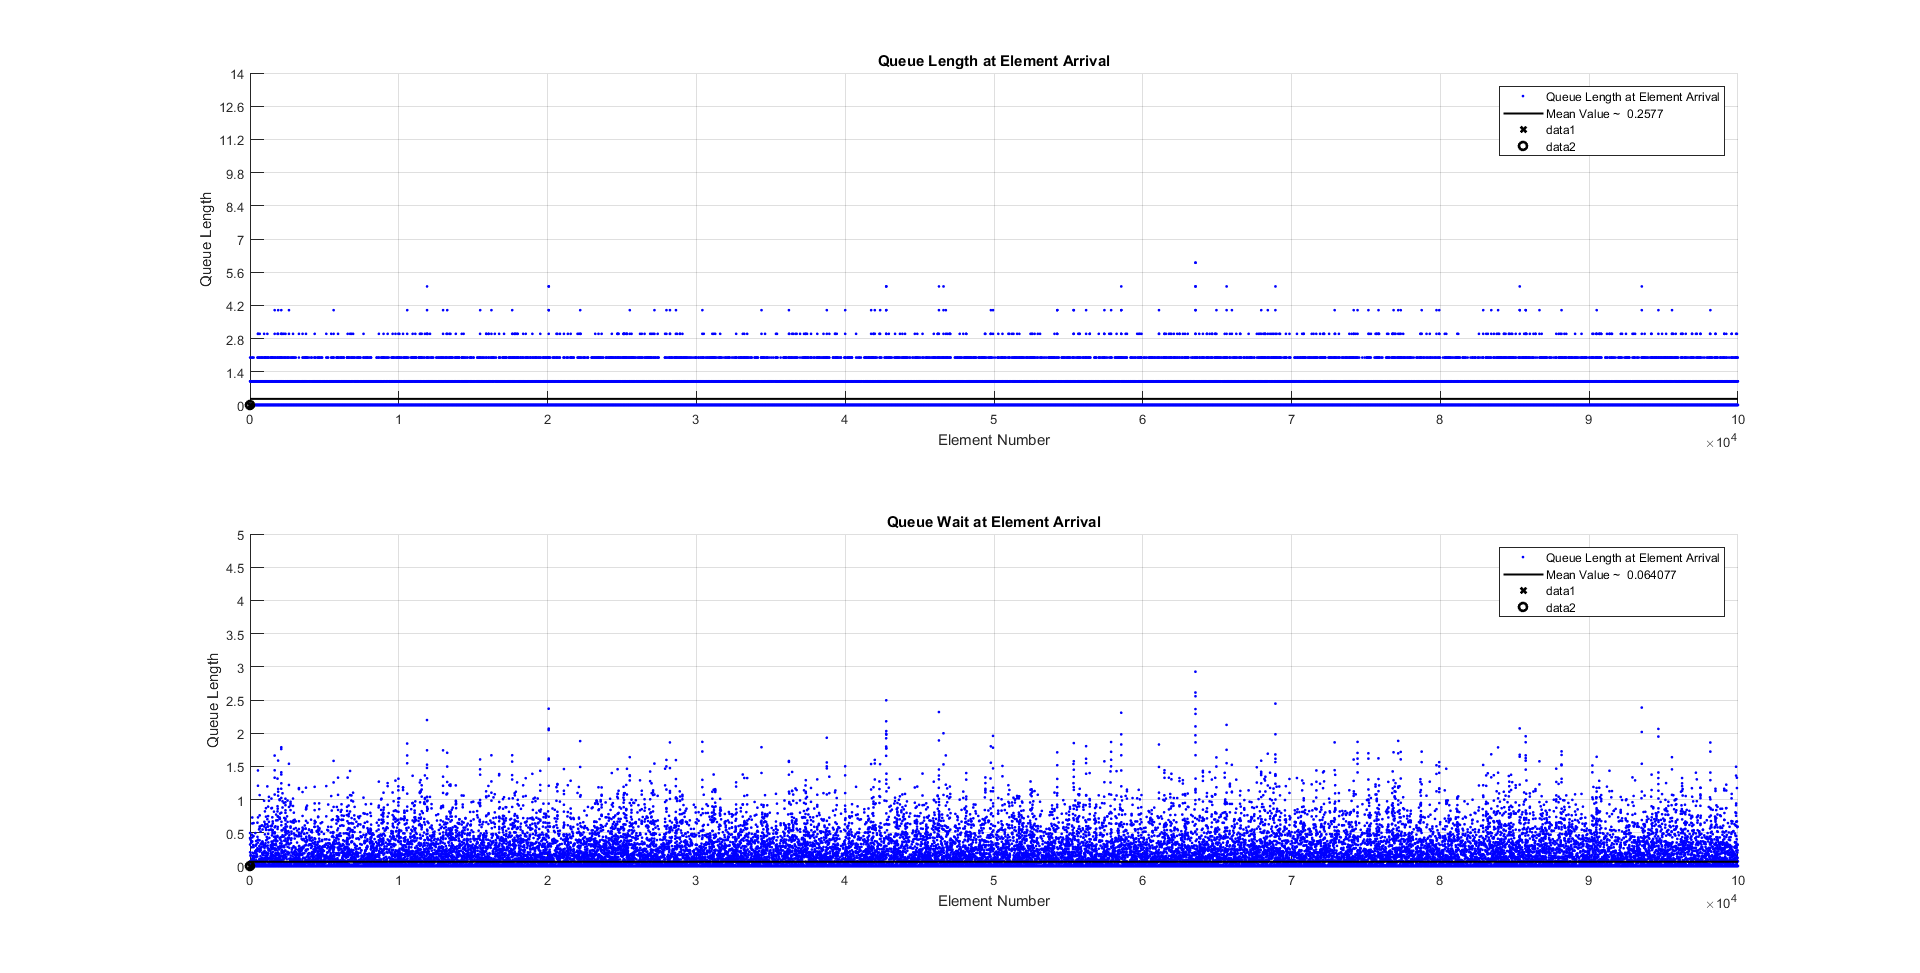 Queue Length at Element Arrival
14
12.6
11.2
9.8
8.4
7
5.6
4.2
2.8
1.4
0
Queue Length
Queue Length at Element Arrival
Mean Value ~ 0.2577
data1
data2
0 1 2 3 4 5 6 7 8 9 10
Element Number
×10^4
Queue Wait at Element Arrival
5
4.5
4
3.5
3
2.5
2
1.5
1
0.5
0
Queue Length
Queue Length at Element Arrival
Mean Value ~ 0.064077
data1
data2
0 1 2 3 4 5 6 7 8 9 10
Element Number
×10^4